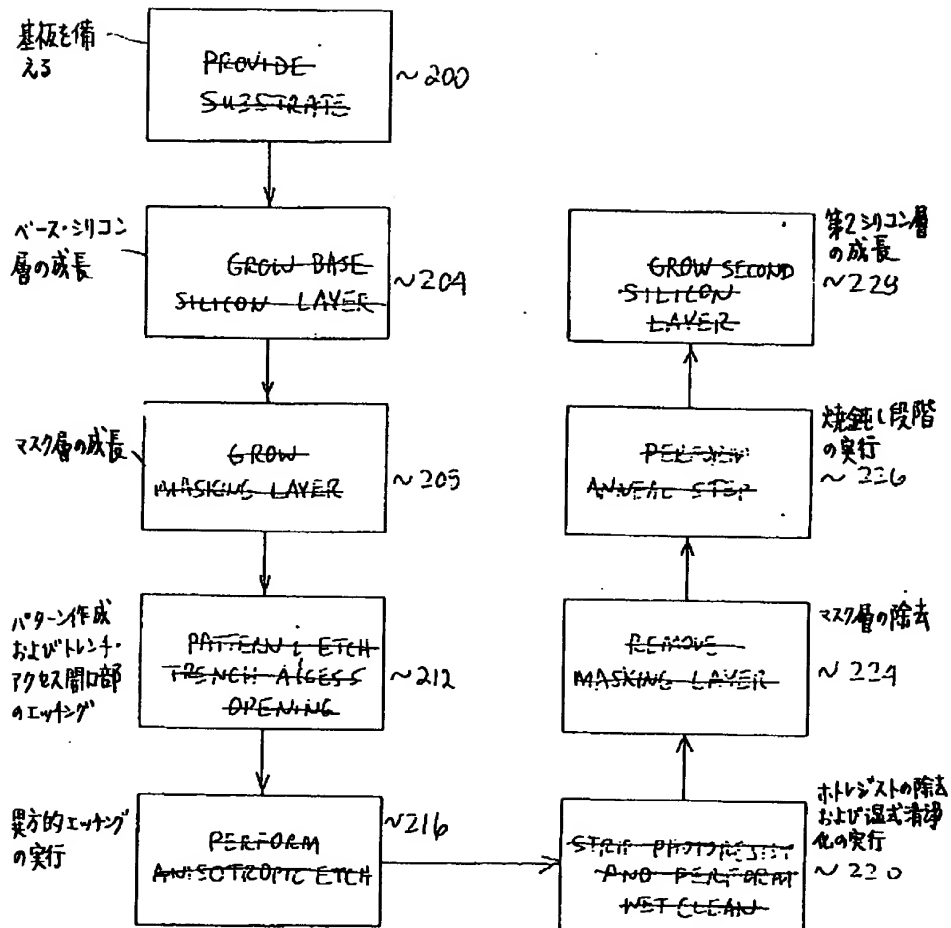 基板を備
える
PROVIDE
SUBSTRATE
~200
ベース・シリコン
層の成長
GROW BASE
SILICON LAYER
~204
マスク層の成長
GROW
MASKING LAYER
~208
パターン作成
およびトレンチ・
アクセス開口部
のエッチング
PATTERN & ETCH
TRENCH ACCESS
OPENING
~212
異方的エッチング
の実行
PERFORM
ANISOTROPIC ETCH
~216
ホトレジストの除去
および湿式清浄
化の実行
~220
STRIP PHOTORESIST
AND PERFORM
WET CLEAN
マスク層の除去
~224
REMOVE
MASKING LAYER
焼鈍し段階
の実行
~226
PERFORM
ANNEAL STEP
第2シリコン層
の成長
~228
GROW SECOND
SILICON
LAYER